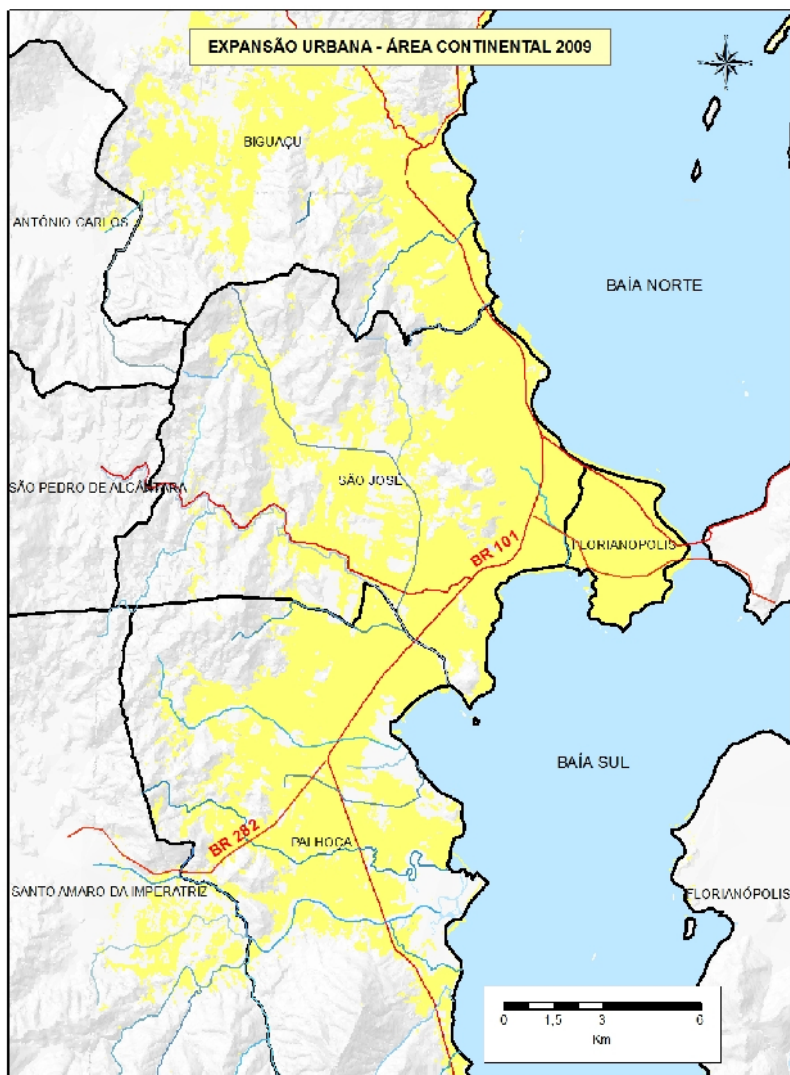 EXPANSÃO URBANA - ÁREA CONTINENTAL 2009
BIGUAÇU
ANTÔNIO CARLOS
BAÍA NORTE
SÃO PEDRO DE ALCÂNTARA
SÃO JOSÉ
BR 101
FLORIANÓPOLIS
BAÍA SUL
BR 282
PALHOÇA
SANTO AMARO DA IMPERATRIZ
FLORIANÓPOLIS
0 1,5 3 6
Km